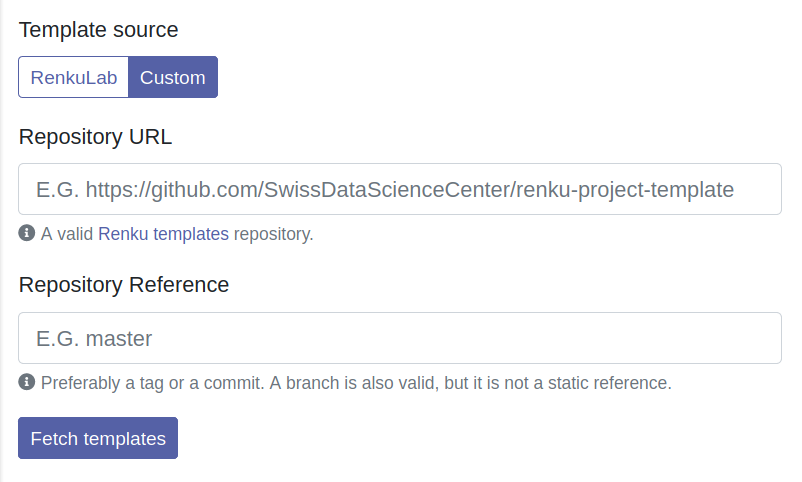 Template source
RenkuLab Custom
Repository URL
E.G. https://github.com/SwissDataScienceCenter/renku-project-template
A valid Renku templates repository.
Repository Reference
E.G. master
Preferably a tag or a commit. A branch is also valid, but it is not a static reference.
Fetch templates